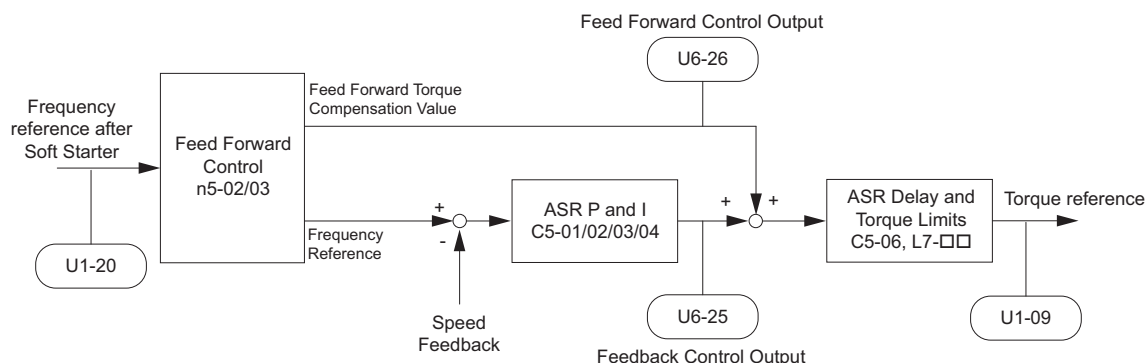 Feed Forward Control Output
U6-26
Feed Forward Torque
Compensation Value
Frequency
reference after
Soft Starter
Feed Forward
Control
n5-02/03
ASR P and I
C5-01/02/03/04
ASR Delay and
Torque Limits
C5-06, L7-□□
Torque reference
+
-
+
+
Frequency
Reference
U1-20
Speed
Feedback
U6-25
U1-09
Feedback Control Output